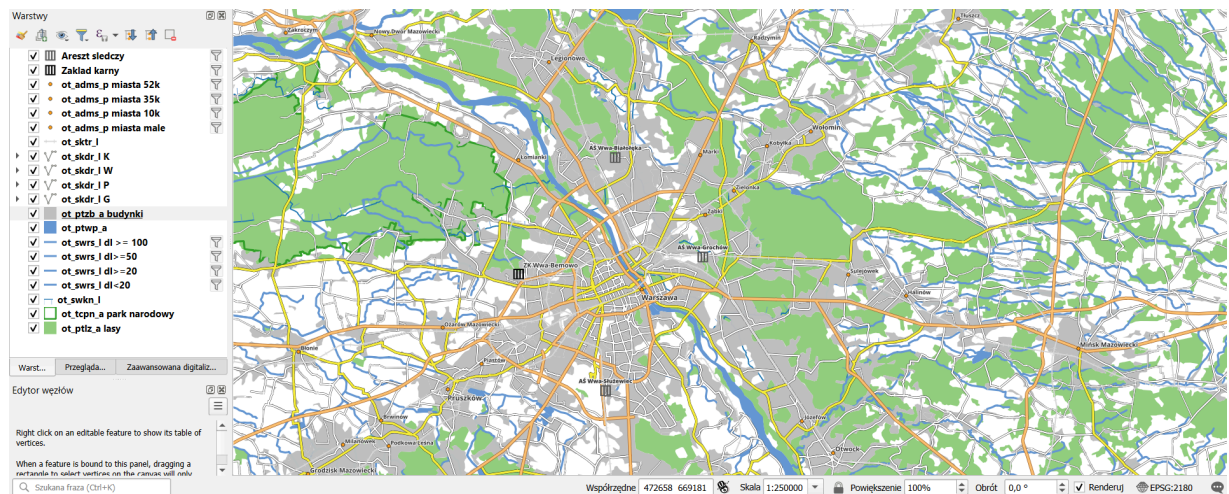 Warstwy
Areszt sledczy
Zaklad karny
ot_adms_p miasta 52k
ot_adms_p miasta 35k
ot_adms_p miasta 10k
ot_adms_p miasta male
ot_sktr_l
ot_skdr_l K
ot_skdr_l W
ot_skdr_l P
ot_skdr_l G
ot_ptzb_a budynki
ot_ptwp_a
ot_swrs_l dl >= 100
ot_swrs_l dl>=50
ot_swrs_l dl>=20
ot_swrs_l dl<20
ot_swkn_l
ot_tcpn_a park narodowy
ot_ptlz_a lasy
Warst...
Przegląda...
Zaawansowana digitaliz...
Edytor węzłów
Right click on an editable feature to show its table of
vertices.
When a feature is bound to this panel, dragging a
rectangle to select vertices on the canvas will only
Szukana fraza (Ctrl+K)
Zakroczym
Nowy Dwór Mazowiecki
Legionowo
Radzymin
Tłuszcz
Wołomin
Kobyłka
AŚ Wwa-Białołęka
Marki
Łomianki
Zielonka
Ząbki
AŚ Wwa-Grochów
ZK Wwa-Bemowo
Sulejówek
Halinów
Warszawa
Ożarów Mazowiecki
Błonie
Mińsk Mazowiecki
Piastów
AŚ Wwa-Służewiec
Pruszków
Brwinów
Józefów
Milanówek
Podkowa Leśna
Otwock
Grodzisk Mazowiecki
Współrzędne 472658 669181 Skala 1:250000 Powiększenie 100% Obrót 0,0 ° Renderuj EPSG:2180